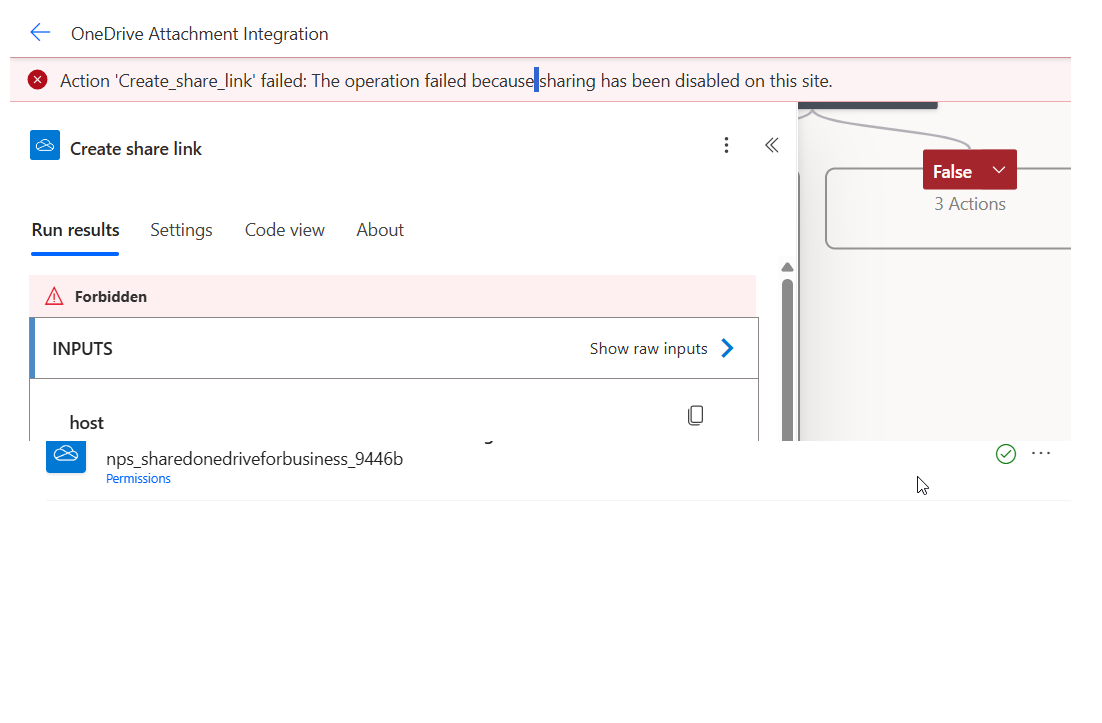 OneDrive Attachment Integration
Action 'Create_share_link' failed: The operation failed because sharing has been disabled on this site.
Create share link
False
3 Actions
Run results Settings Code view About
Forbidden
INPUTS Show raw inputs
host
nps_sharedonedriveforbusiness_9446b
Permissions